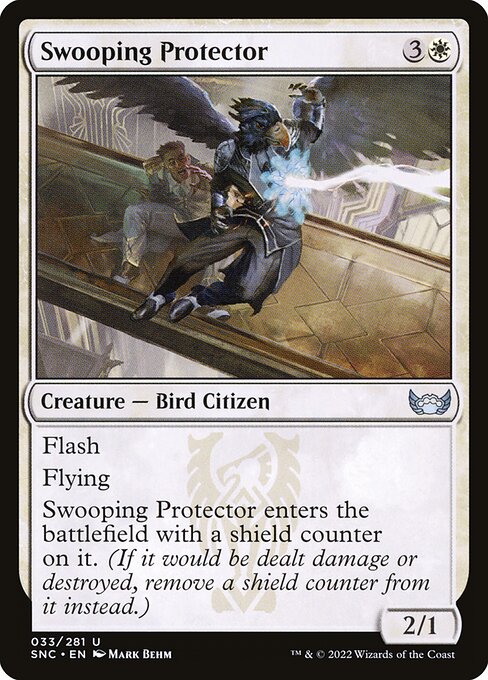 Swooping Protector 3
Creature — Bird Citizen
Flash
Flying
Swooping Protector enters the
battlefield with a shield counter
on it. (If it would be dealt damage or
destroyed, remove a shield counter from
it instead.)
2/1
033/281 U
SNC • EN Mark Behm
™ & © 2022 Wizards of the Coast